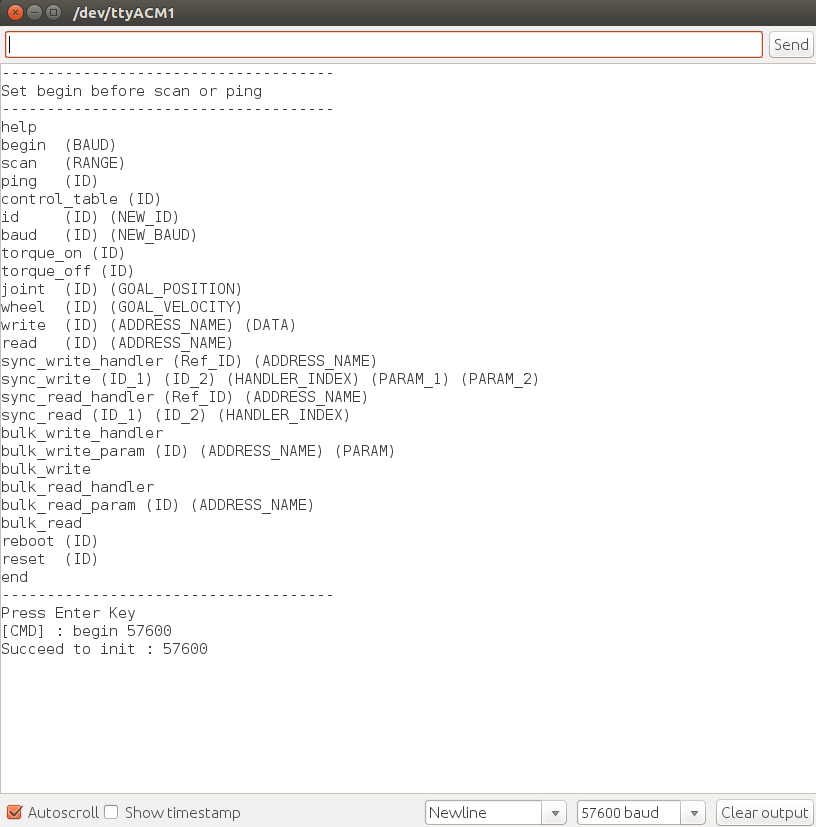 /dev/ttyACM1
Send
-------------------------------------
Set begin before scan or ping
-------------------------------------
help
begin  (BAUD)
scan   (RANGE)
ping   (ID)
control_table (ID)
id     (ID) (NEW_ID)
baud   (ID) (NEW_BAUD)
torque_on (ID)
torque_off (ID)
joint  (ID) (GOAL_POSITION)
wheel  (ID) (GOAL_VELOCITY)
write  (ID) (ADDRESS_NAME) (DATA)
read   (ID) (ADDRESS_NAME)
sync_write_handler (Ref_ID) (ADDRESS_NAME)
sync_write (ID_1) (ID_2) (HANDLER_INDEX) (PARAM_1) (PARAM_2)
sync_read_handler (Ref_ID) (ADDRESS_NAME)
sync_read (ID_1) (ID_2) (HANDLER_INDEX)
bulk_write_handler
bulk_write_param (ID) (ADDRESS_NAME) (PARAM)
bulk_write
bulk_read_handler
bulk_read_param (ID) (ADDRESS_NAME)
bulk_read
reboot (ID)
reset  (ID)
end
-------------------------------------
Press Enter Key
[CMD] : begin 57600
Succeed to init : 57600
Autoscroll Show timestamp Newline 57600 baud Clear output